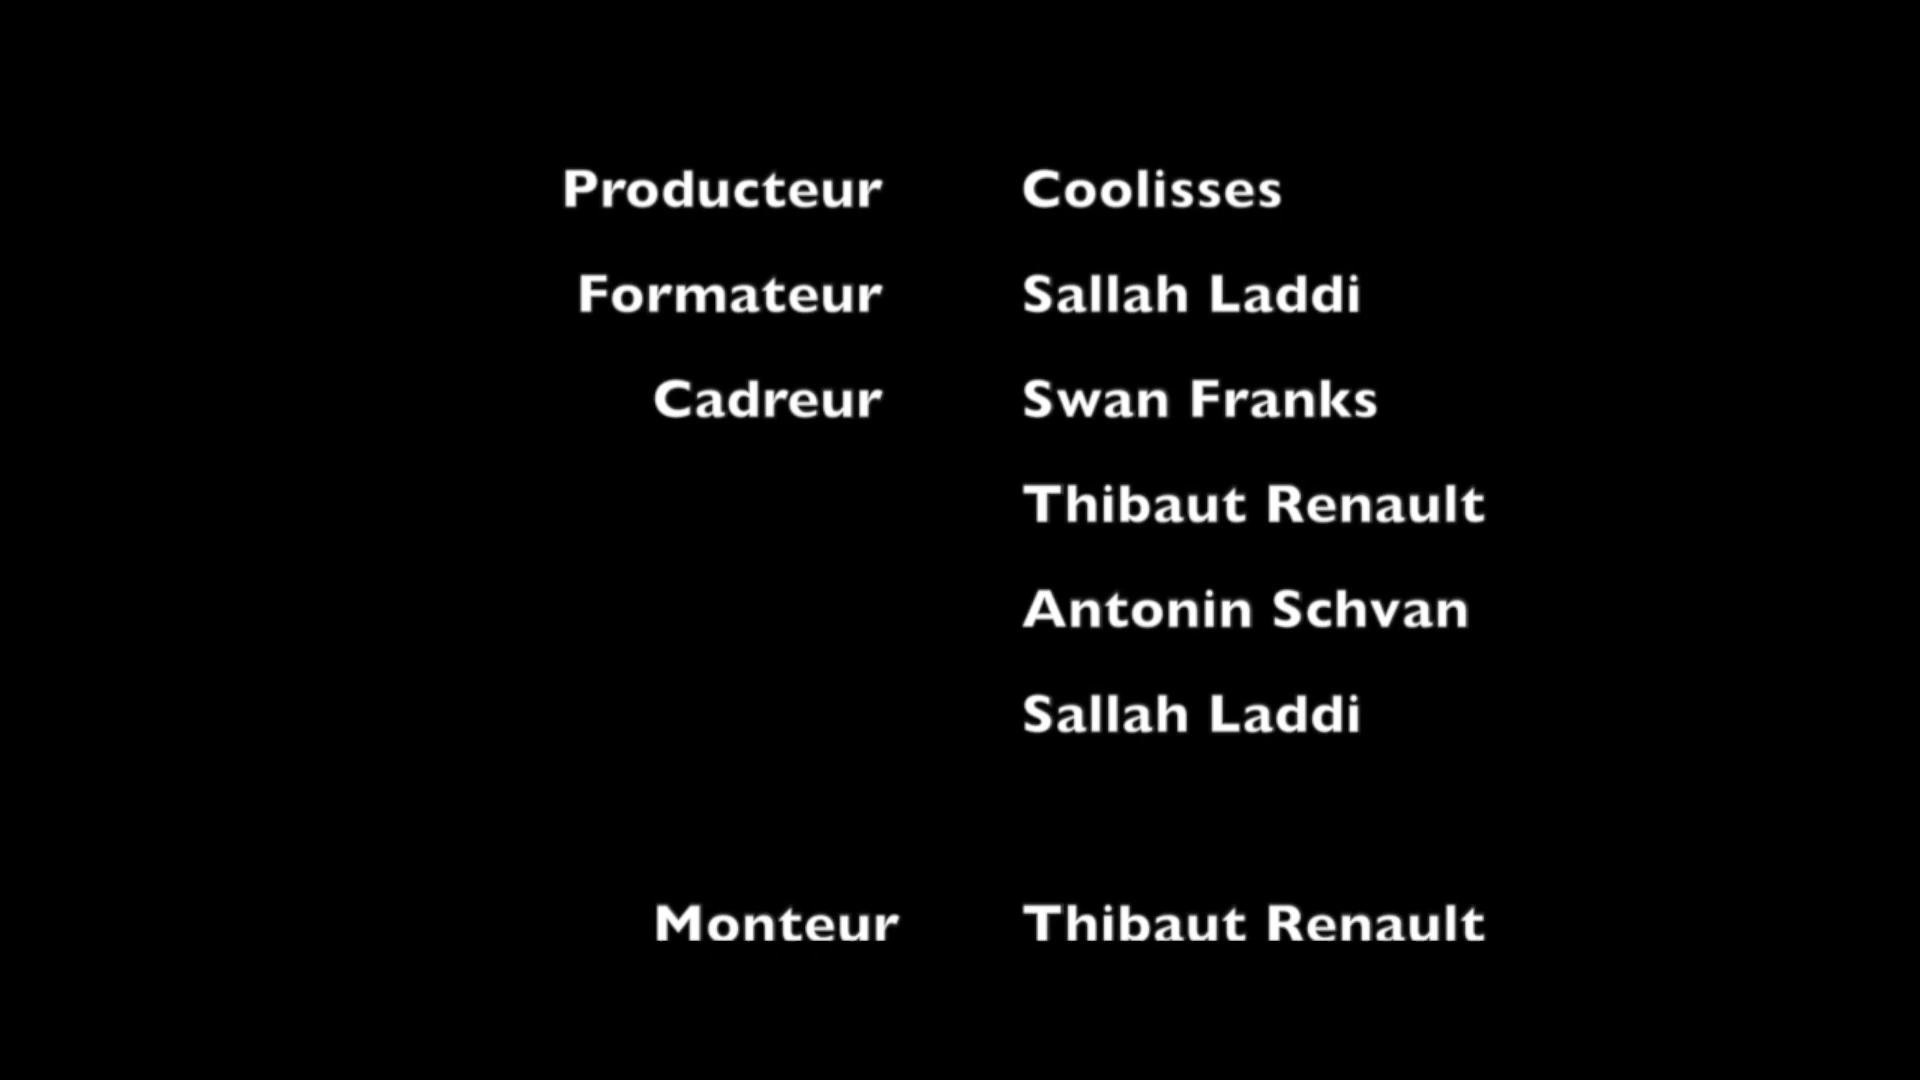 Producteur Coolisses
Formateur Sallah Laddi
Cadreur Swan Franks
Thibaut Renault
Antonin Schvan
Sallah Laddi
Monteur Thibaut Renault